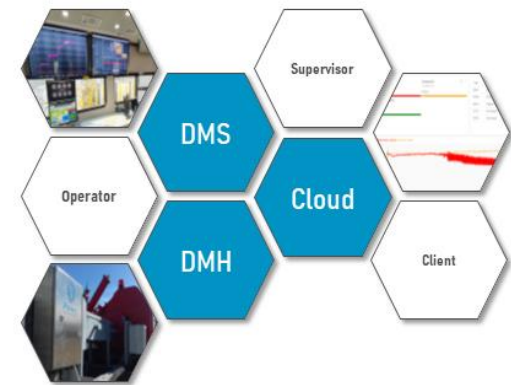 Supervisor
DMS
Operator
Cloud
DMH
Client